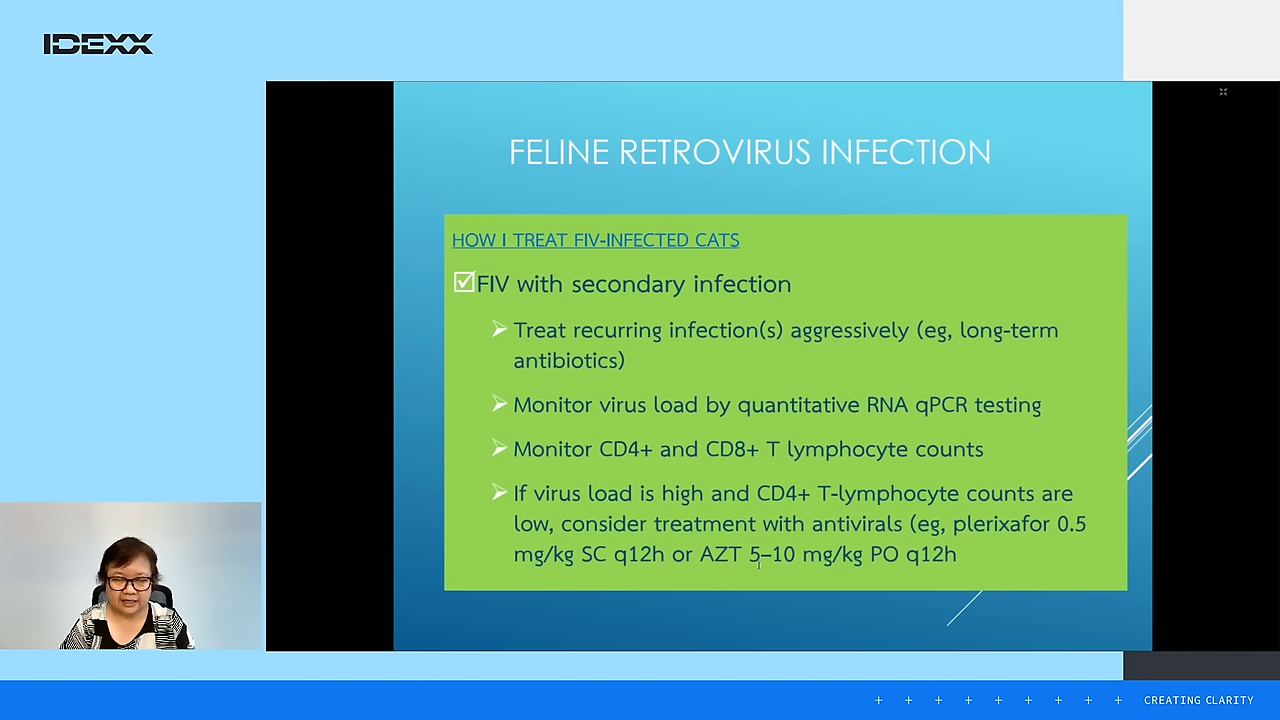 IDEXX
FELINE RETROVIRUS INFECTION
HOW I TREAT FIV-INFECTED CATS
FIV with secondary infection
Treat recurring infection(s) aggressively (eg, long-term
antibiotics)
Monitor virus load by quantitative RNA qPCR testing
Monitor CD4+ and CD8+ T lymphocyte counts
If virus load is high and CD4+ T-lymphocyte counts are
low, consider treatment with antivirals (eg, plerixafor 0.5
mg/kg SC q12h or AZT 5–10 mg/kg PO q12h
CREATING CLARITY